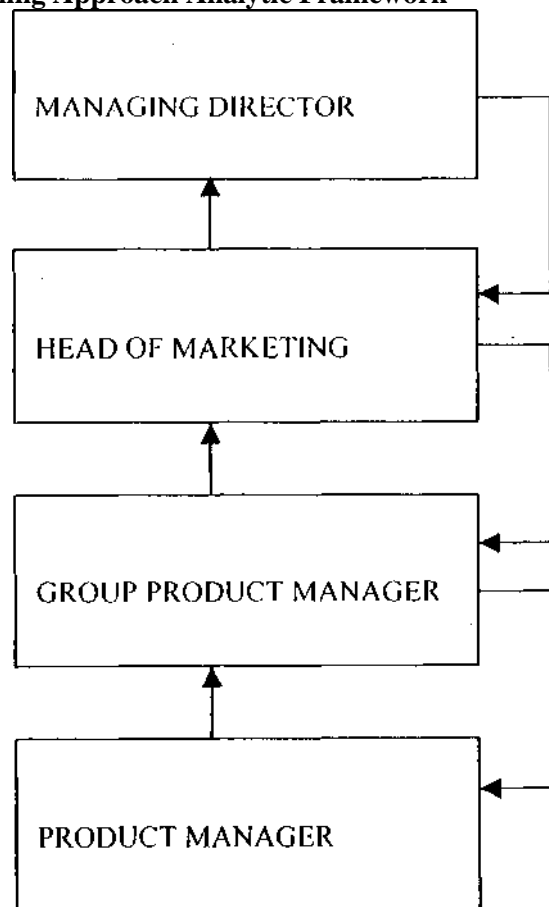 ing Approach Analytic Framework
MANAGING DIRECTOR
HEAD OF MARKETING
GROUP PRODUCT MANAGER
PRODUCT MANAGER